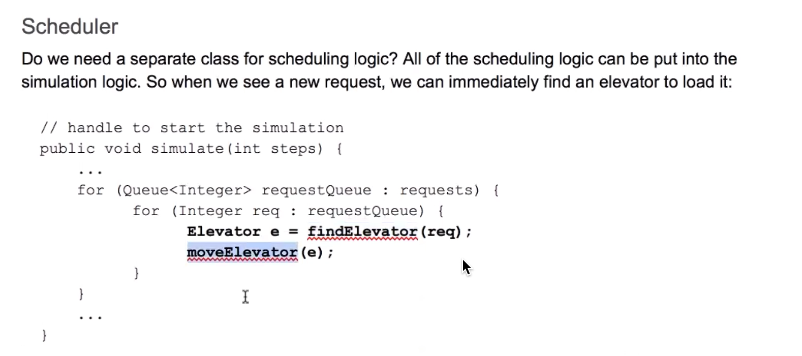 Scheduler
Do we need a separate class for scheduling logic? All of the scheduling logic can be put into the
simulation logic. So when we see a new request, we can immediately find an elevator to load it:
// handle to start the simulation
public void simulate(int steps) {
...
for (Queue<Integer> requestQueue : requests) {
for (Integer req : requestQueue) {
Elevator e = findElevator(req);
moveElevator(e);
}
}
...
}